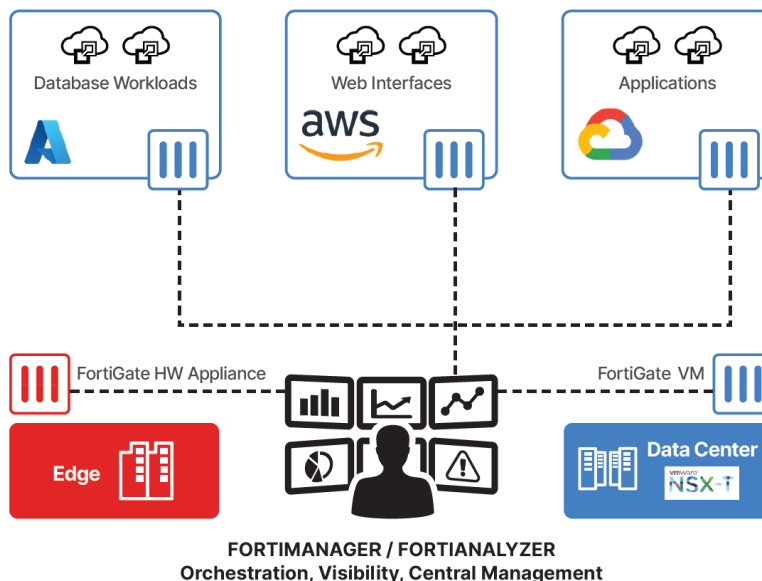 Database Workloads
Web Interfaces
Applications
aws
FortiGate HW Appliance
FortiGate VM
Edge
Data Center
vmware
NSX-T
FORTIMANAGER / FORTIANALYZER
Orchestration, Visibility, Central Management